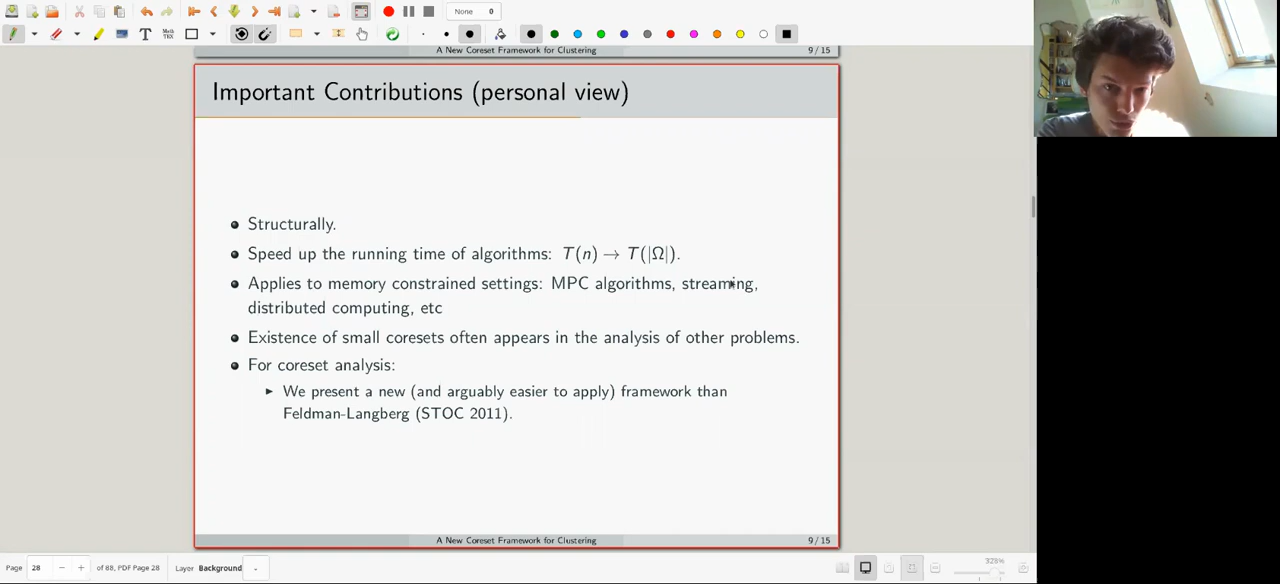 None 0
T Math TEX
A New Coreset Framework for Clustering 9 / 15
Important Contributions (personal view)
Structurally.
Speed up the running time of algorithms: T(n) → T(|Ω|).
Applies to memory constrained settings: MPC algorithms, streaming,
distributed computing, etc
Existence of small coresets often appears in the analysis of other problems.
For coreset analysis:
We present a new (and arguably easier to apply) framework than
Feldman-Langberg (STOC 2011).
A New Coreset Framework for Clustering 9 / 15
Page 28 − + of 88, PDF Page 28 Layer Background 328%